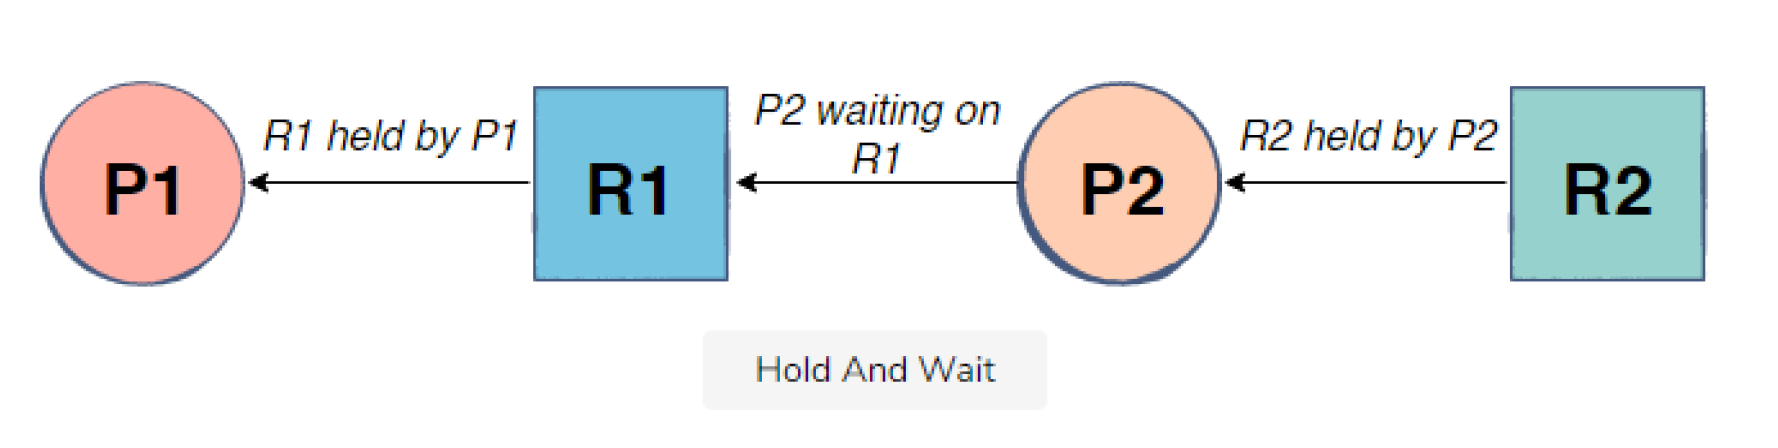 P1
R1 held by P1
R1
P2 waiting on
R1
P2
R2 held by P2
R2
Hold And Wait